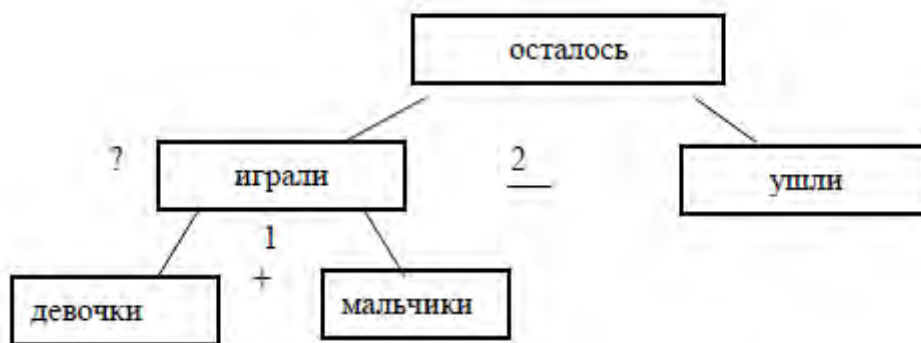 осталось
? играли 2 ушли
—
1
+
девочки мальчики